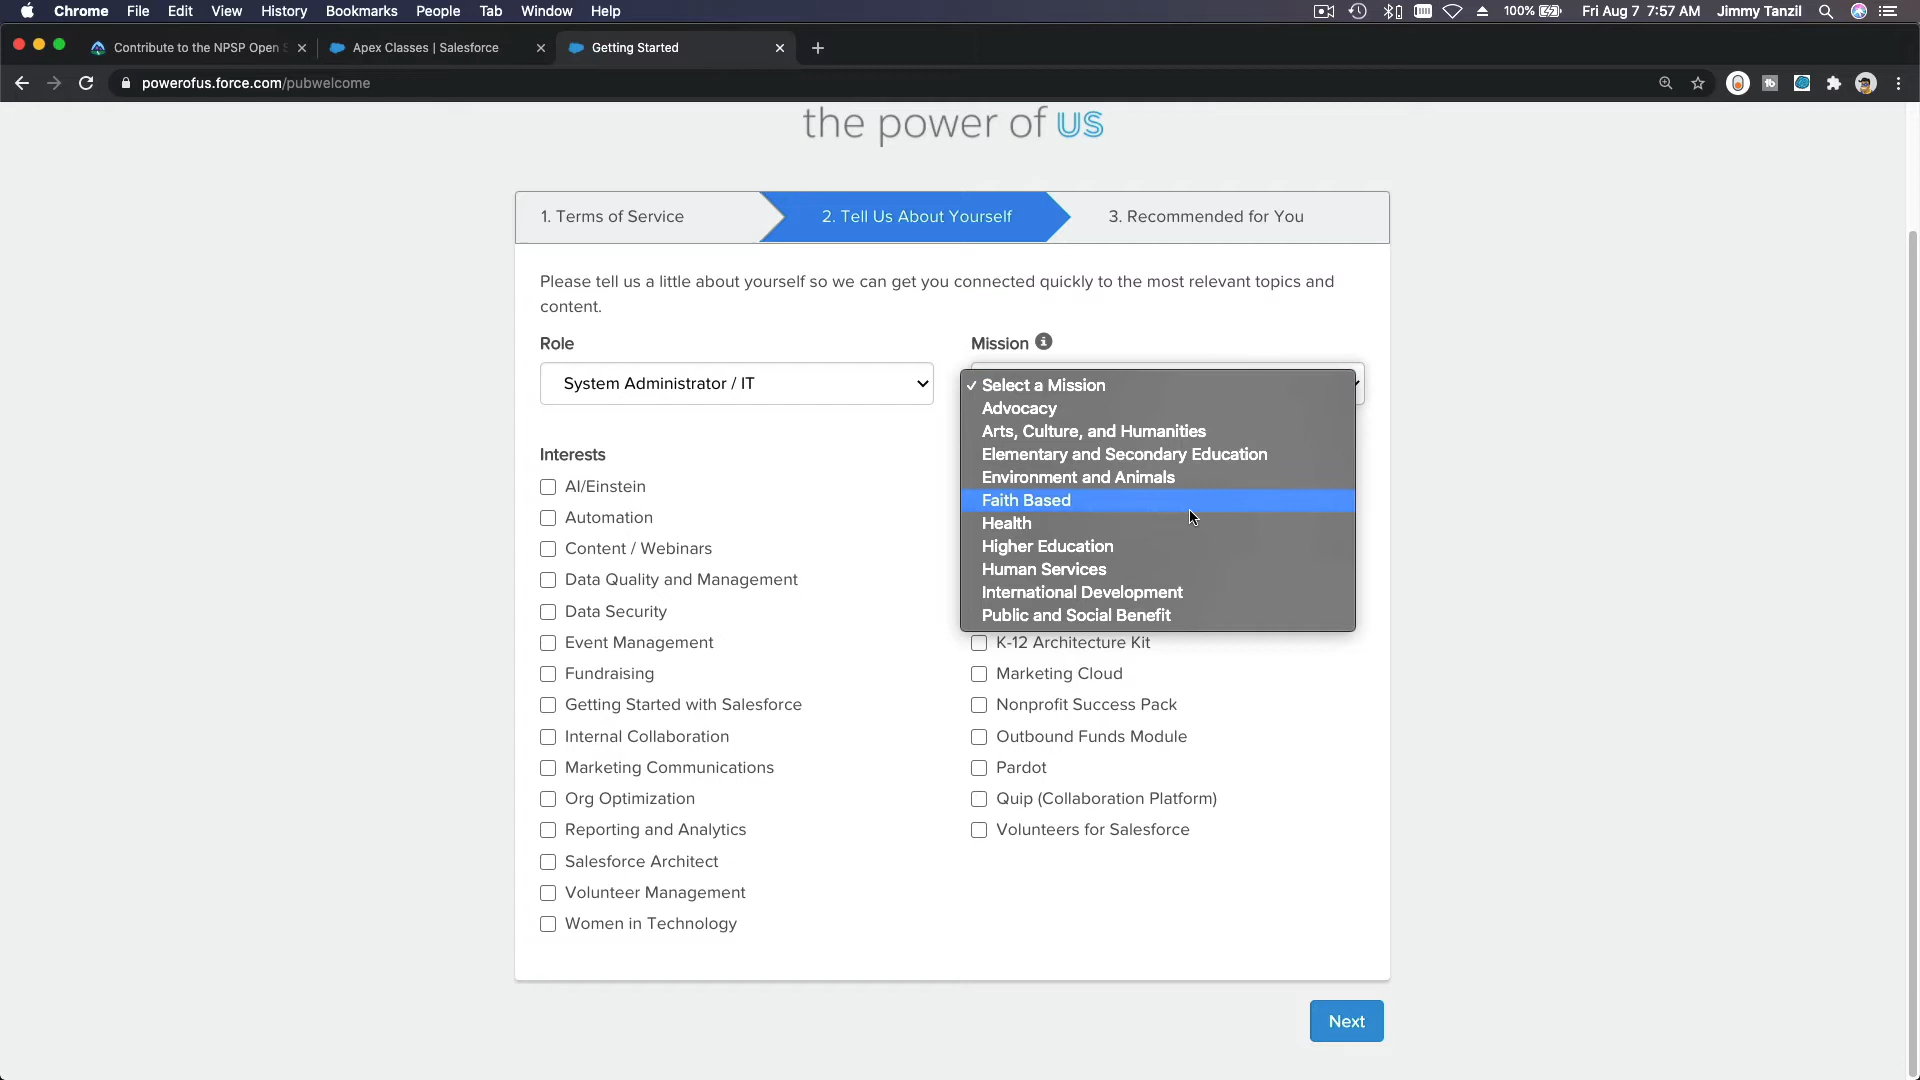 Chrome File Edit View History Bookmarks People Tab Window Help 100% Fri Aug 7 7:57 AM Jimmy Tanzil
Contribute to the NPSP Open Apex Classes | Salesforce Getting Started
powerofus.force.com/pubwelcome
the power of US
1. Terms of Service 2. Tell Us About Yourself 3. Recommended for You
Please tell us a little about yourself so we can get you connected quickly to the most relevant topics and
content.
Role
System Administrator / IT
Mission
Select a Mission
Advocacy
Arts, Culture, and Humanities
Elementary and Secondary Education
Environment and Animals
Faith Based
Health
Higher Education
Human Services
International Development
Public and Social Benefit
Interests
AI/Einstein
Automation
Content / Webinars
Data Quality and Management
Data Security
Event Management
Fundraising
Getting Started with Salesforce
Internal Collaboration
Marketing Communications
Org Optimization
Reporting and Analytics
Salesforce Architect
Volunteer Management
Women in Technology
K-12 Architecture Kit
Marketing Cloud
Nonprofit Success Pack
Outbound Funds Module
Pardot
Quip (Collaboration Platform)
Volunteers for Salesforce
Next